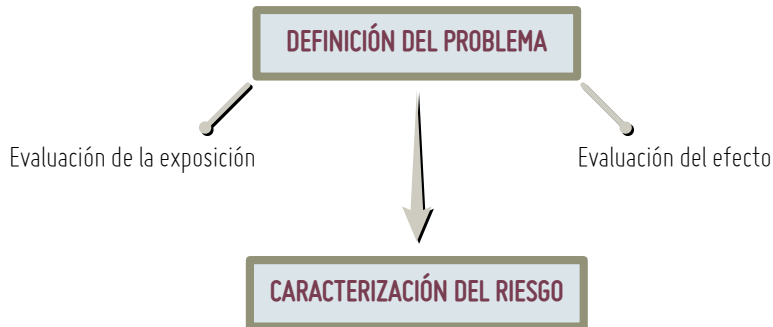 DEFINICIÓN DEL PROBLEMA
Evaluación de la exposición
Evaluación del efecto
CARACTERIZACIÓN DEL RIESGO